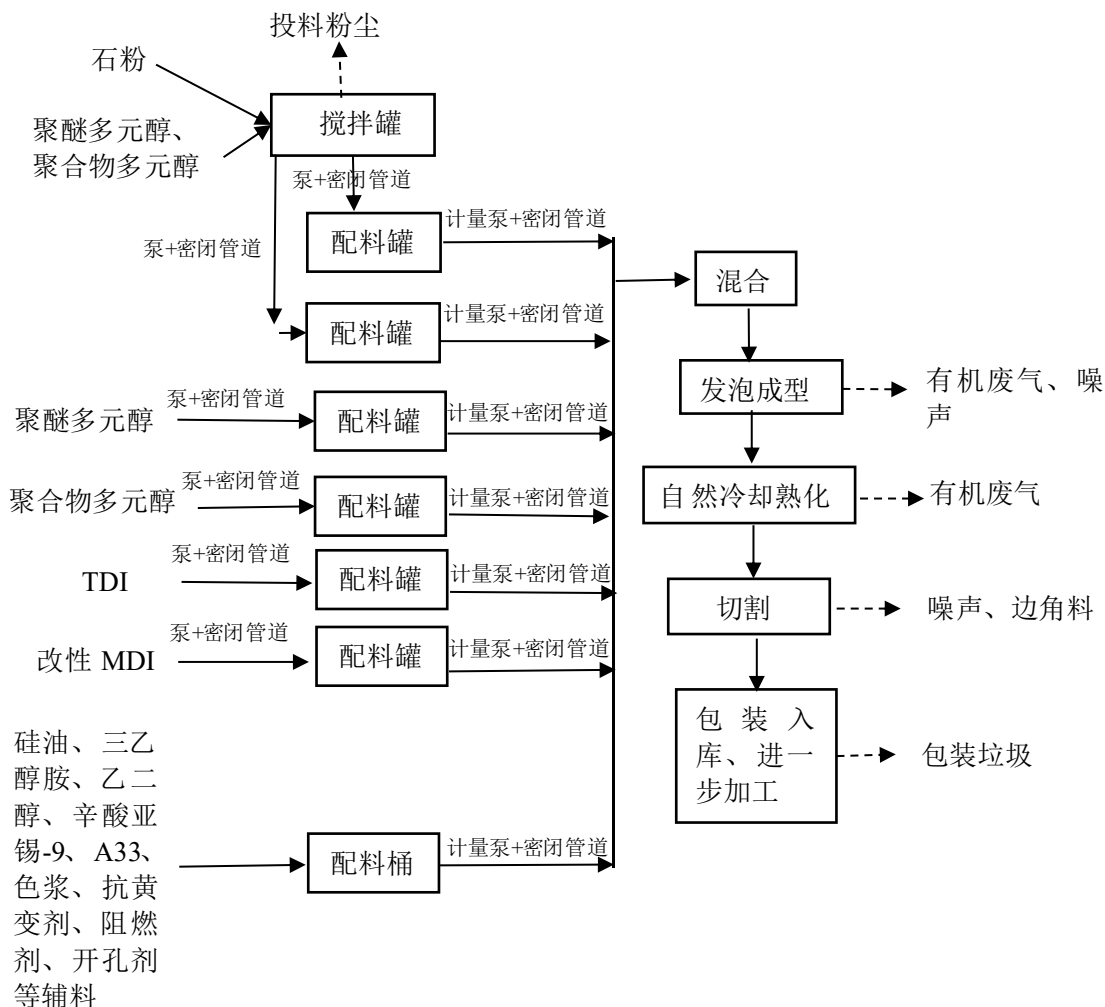 投料粉尘
石粉
搅拌罐
聚醚多元醇、
聚合物多元醇
泵+密闭管道
泵+密闭管道
配料罐
计量泵+密闭管道
混合
配料罐
计量泵+密闭管道
发泡成型
有机废气、噪
声
聚醚多元醇
泵+密闭管道
配料罐
计量泵+密闭管道
聚合物多元醇
泵+密闭管道
配料罐
计量泵+密闭管道
自然冷却熟化
有机废气
TDI
泵+密闭管道
配料罐
计量泵+密闭管道
切割
噪声、边角料
改性 MDI
泵+密闭管道
配料罐
计量泵+密闭管道
包装入
库、进一
步加工
包装垃圾
硅油、三乙
醇胺、乙二
醇、辛酸亚
锡-9、A33、
色浆、抗黄
变剂、阻燃
剂、开孔剂
等辅料
配料桶
计量泵+密闭管道